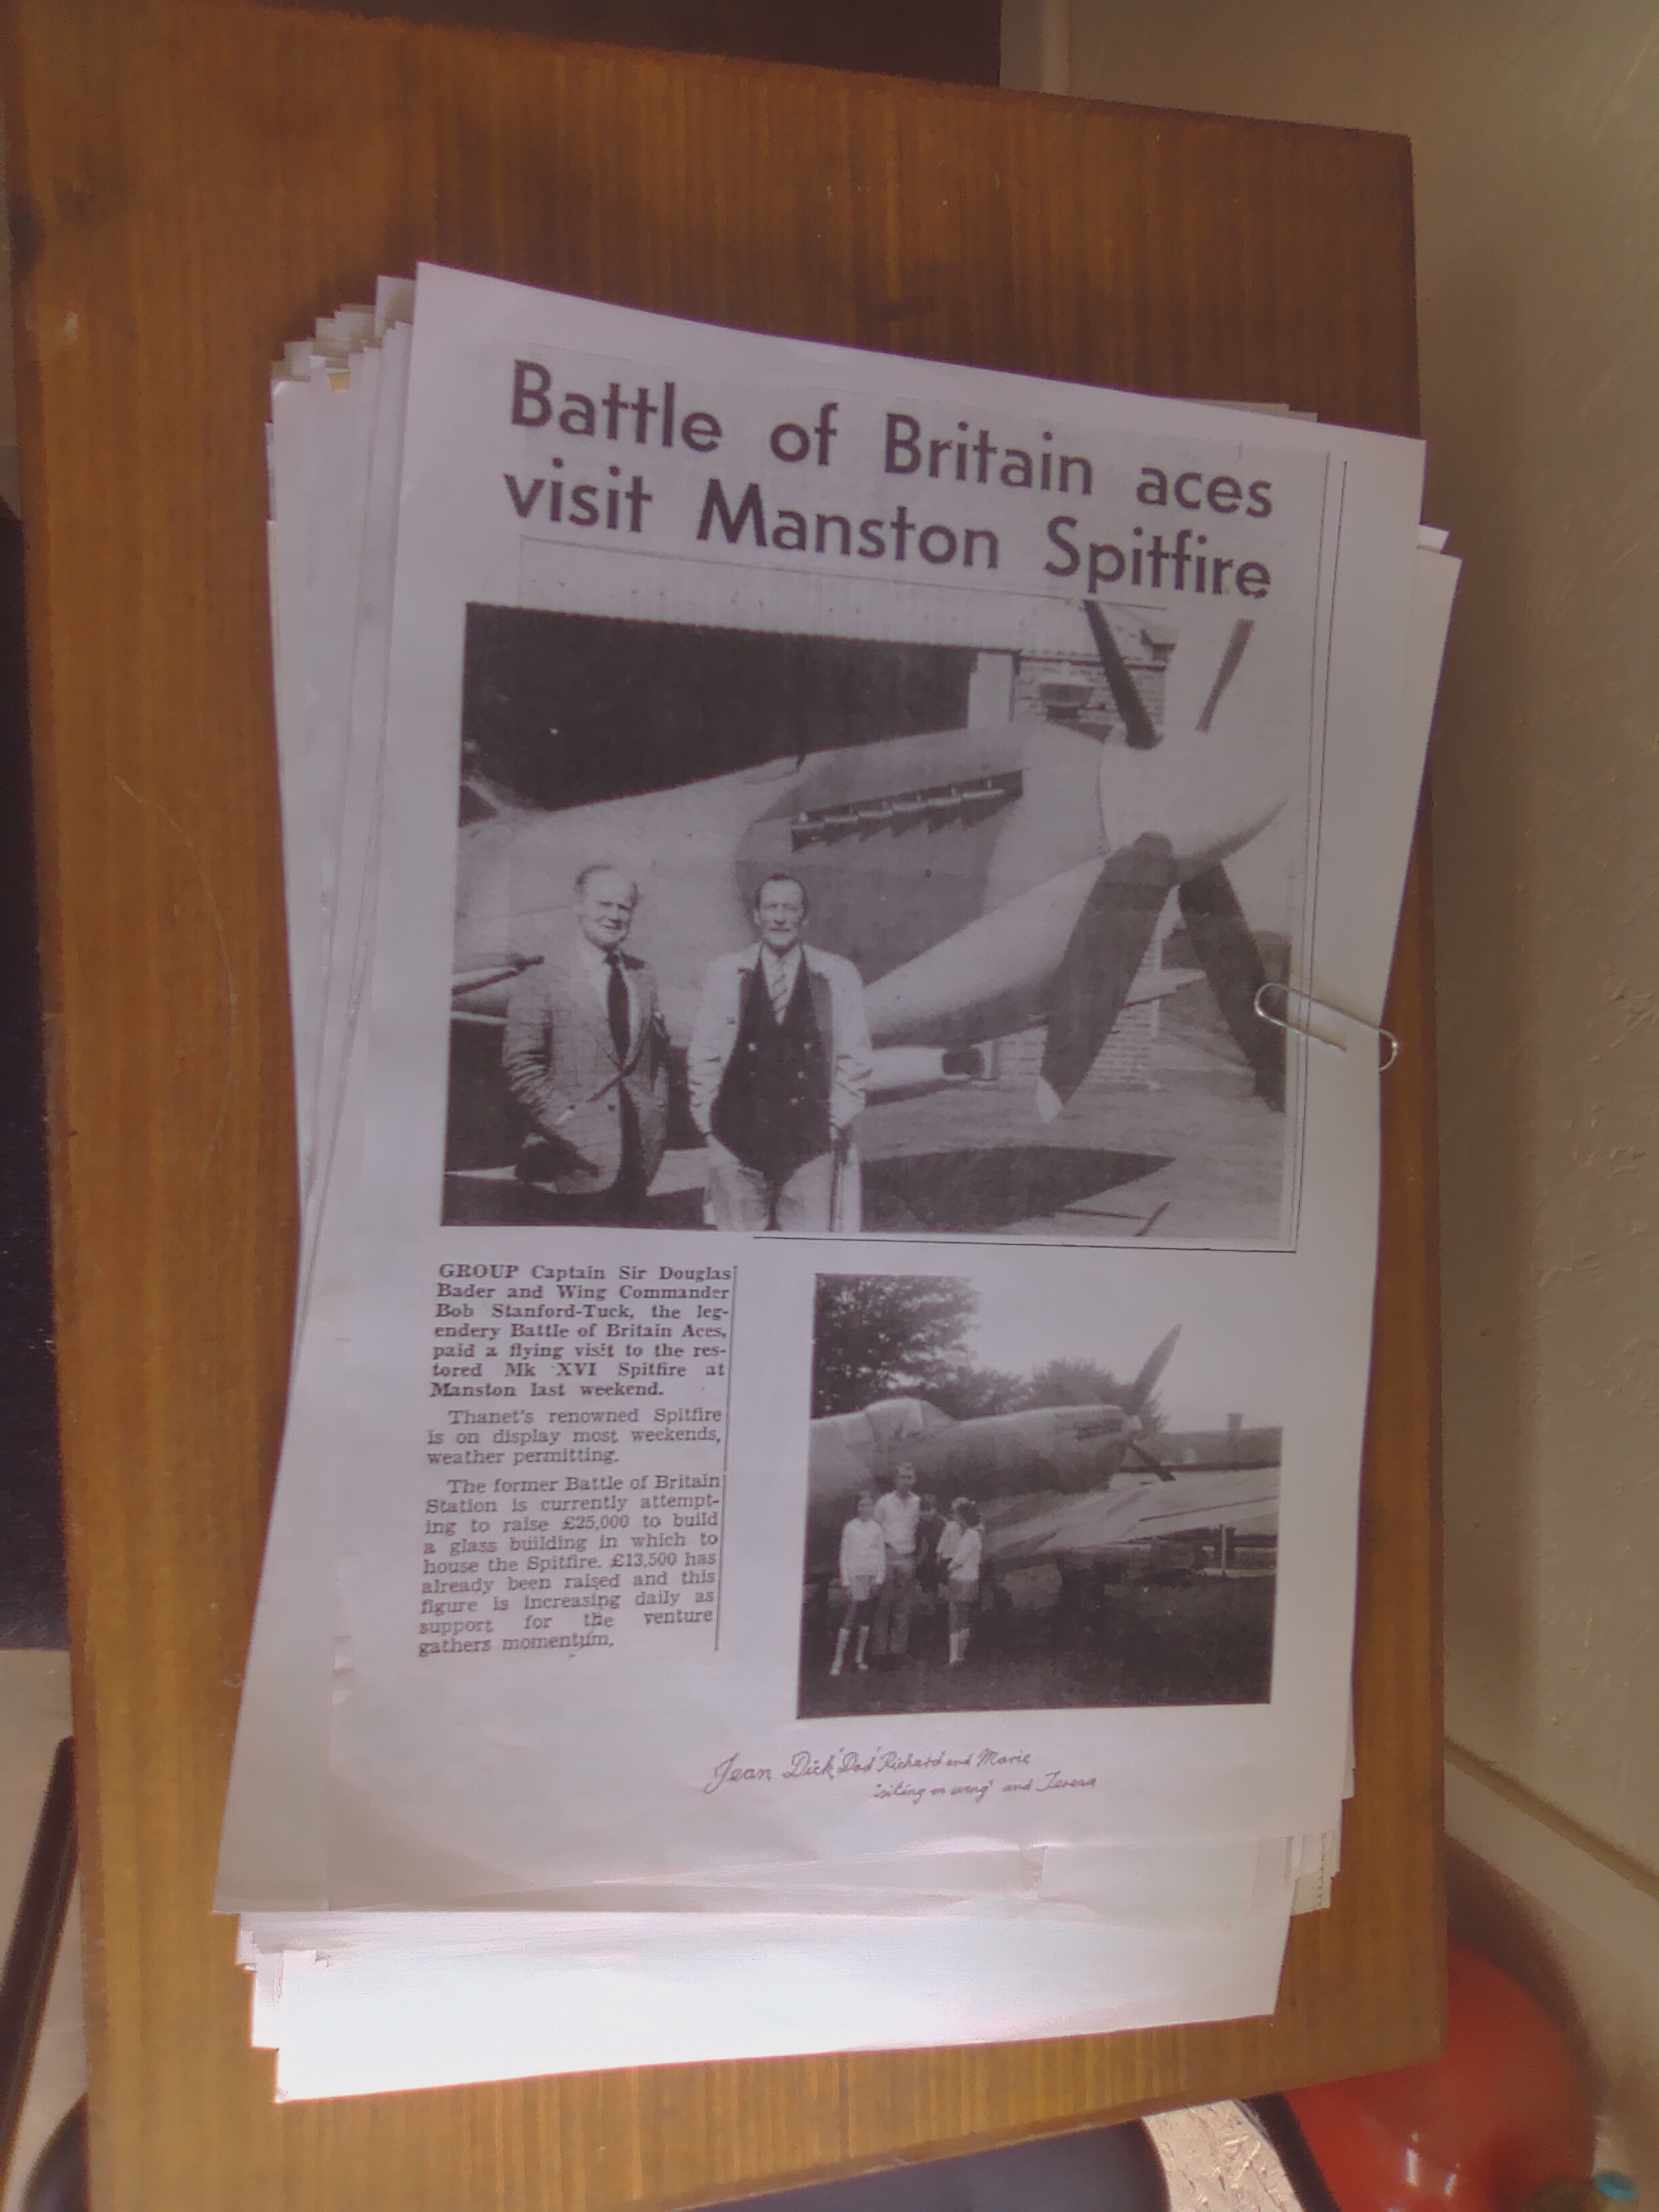 Battle of Britain aces
visit Manston Spitfire
GROUP Captain Sir Douglas
Bader and Wing Commander
Bob Stanford-Tuck, the leg-
endery Battle of Britain Aces,
paid a flying visit to the res-
tored Mk XVI Spitfire at
Manston last weekend.
Thanet's renowned Spitfire
is on display most weekends,
weather permitting.
The former Battle of Britain
Station is currently attempt-
ing to raise £25,000 to build
a glass building in which to
house the Spitfire. £13,500 has
already been raised and this
figure is increasing daily as
support for the venture
gathers momentum.
Jean Dick 'Dad' Richard and Marie
'siting on wing' and Teresa